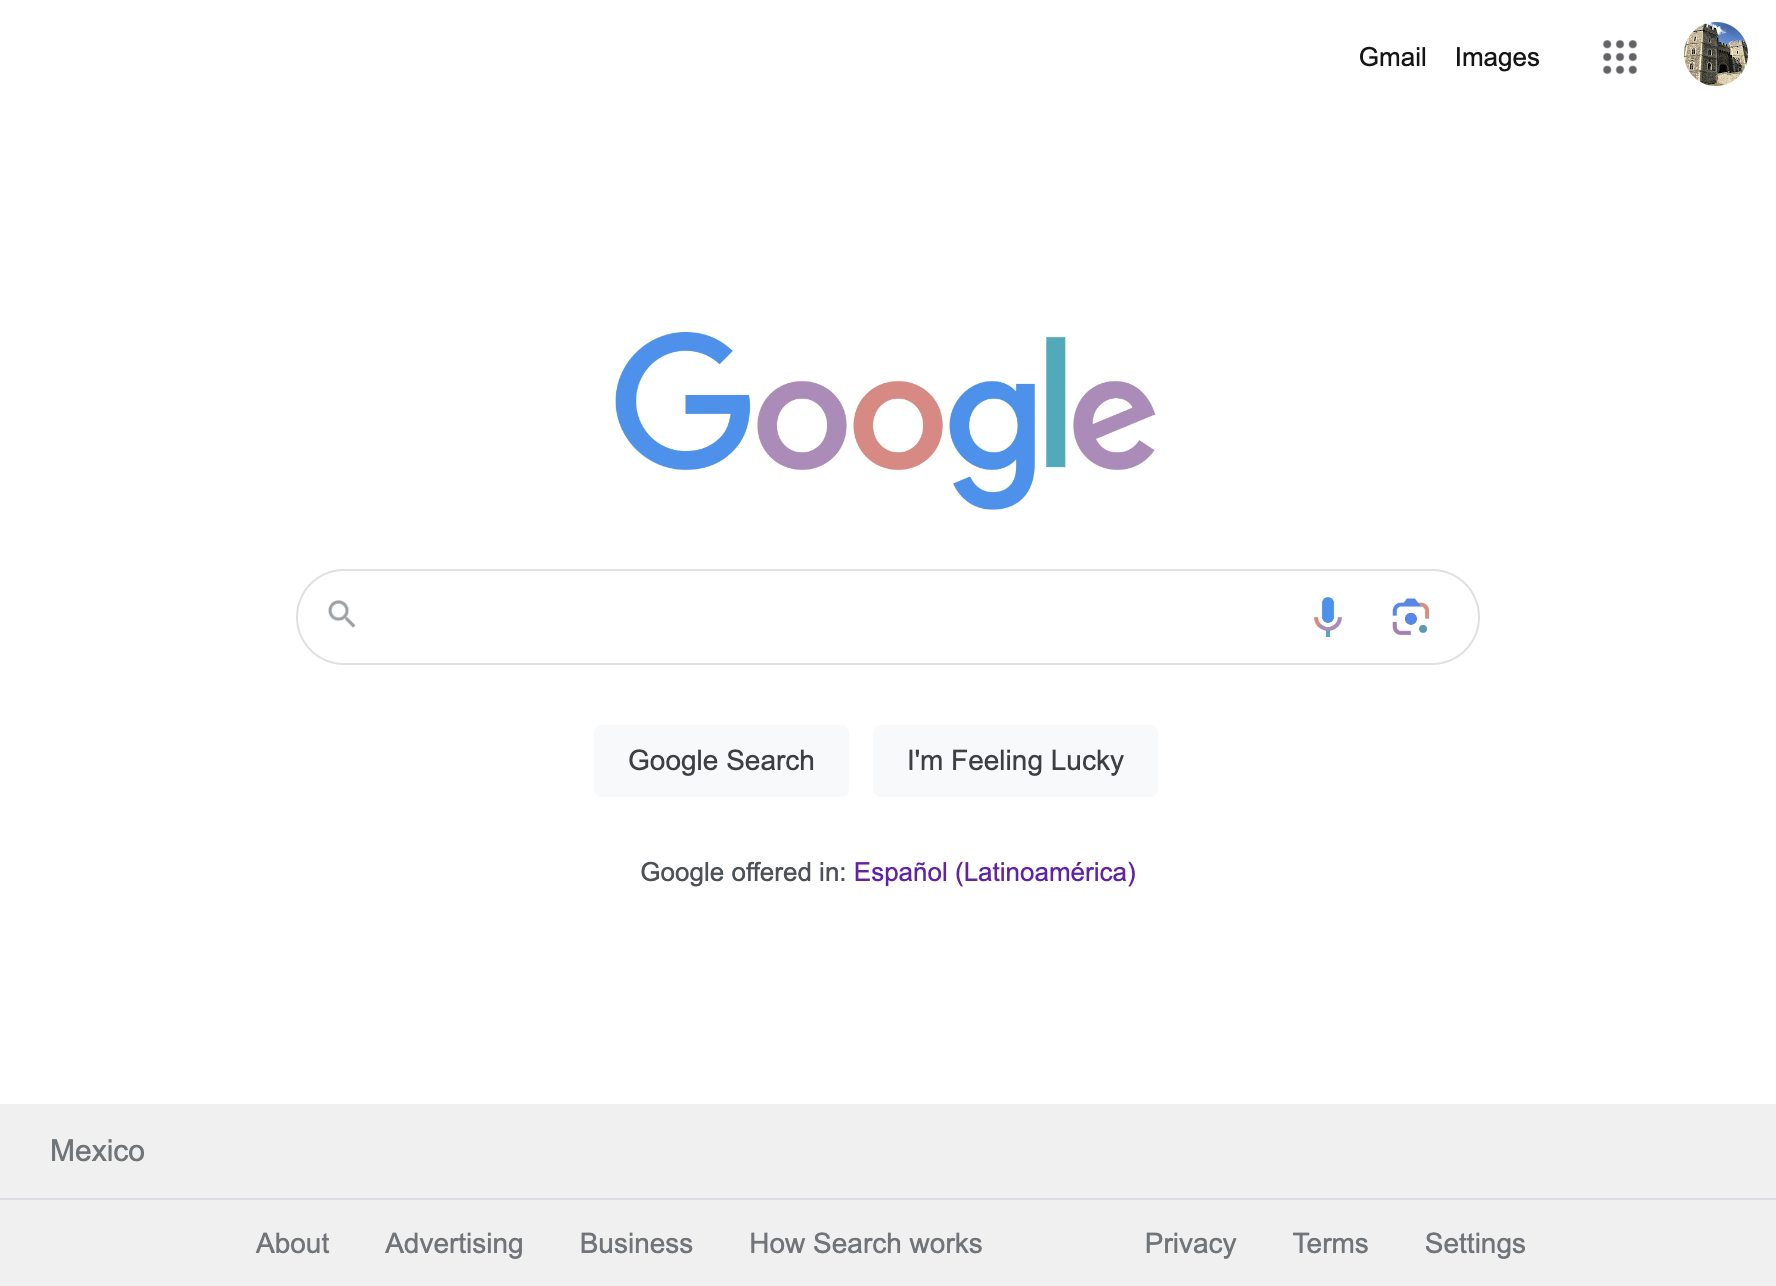 Gmail Images
Google
Google Search I'm Feeling Lucky
Google offered in: Español (Latinoamérica)
Mexico
About Advertising Business How Search works Privacy Terms Settings